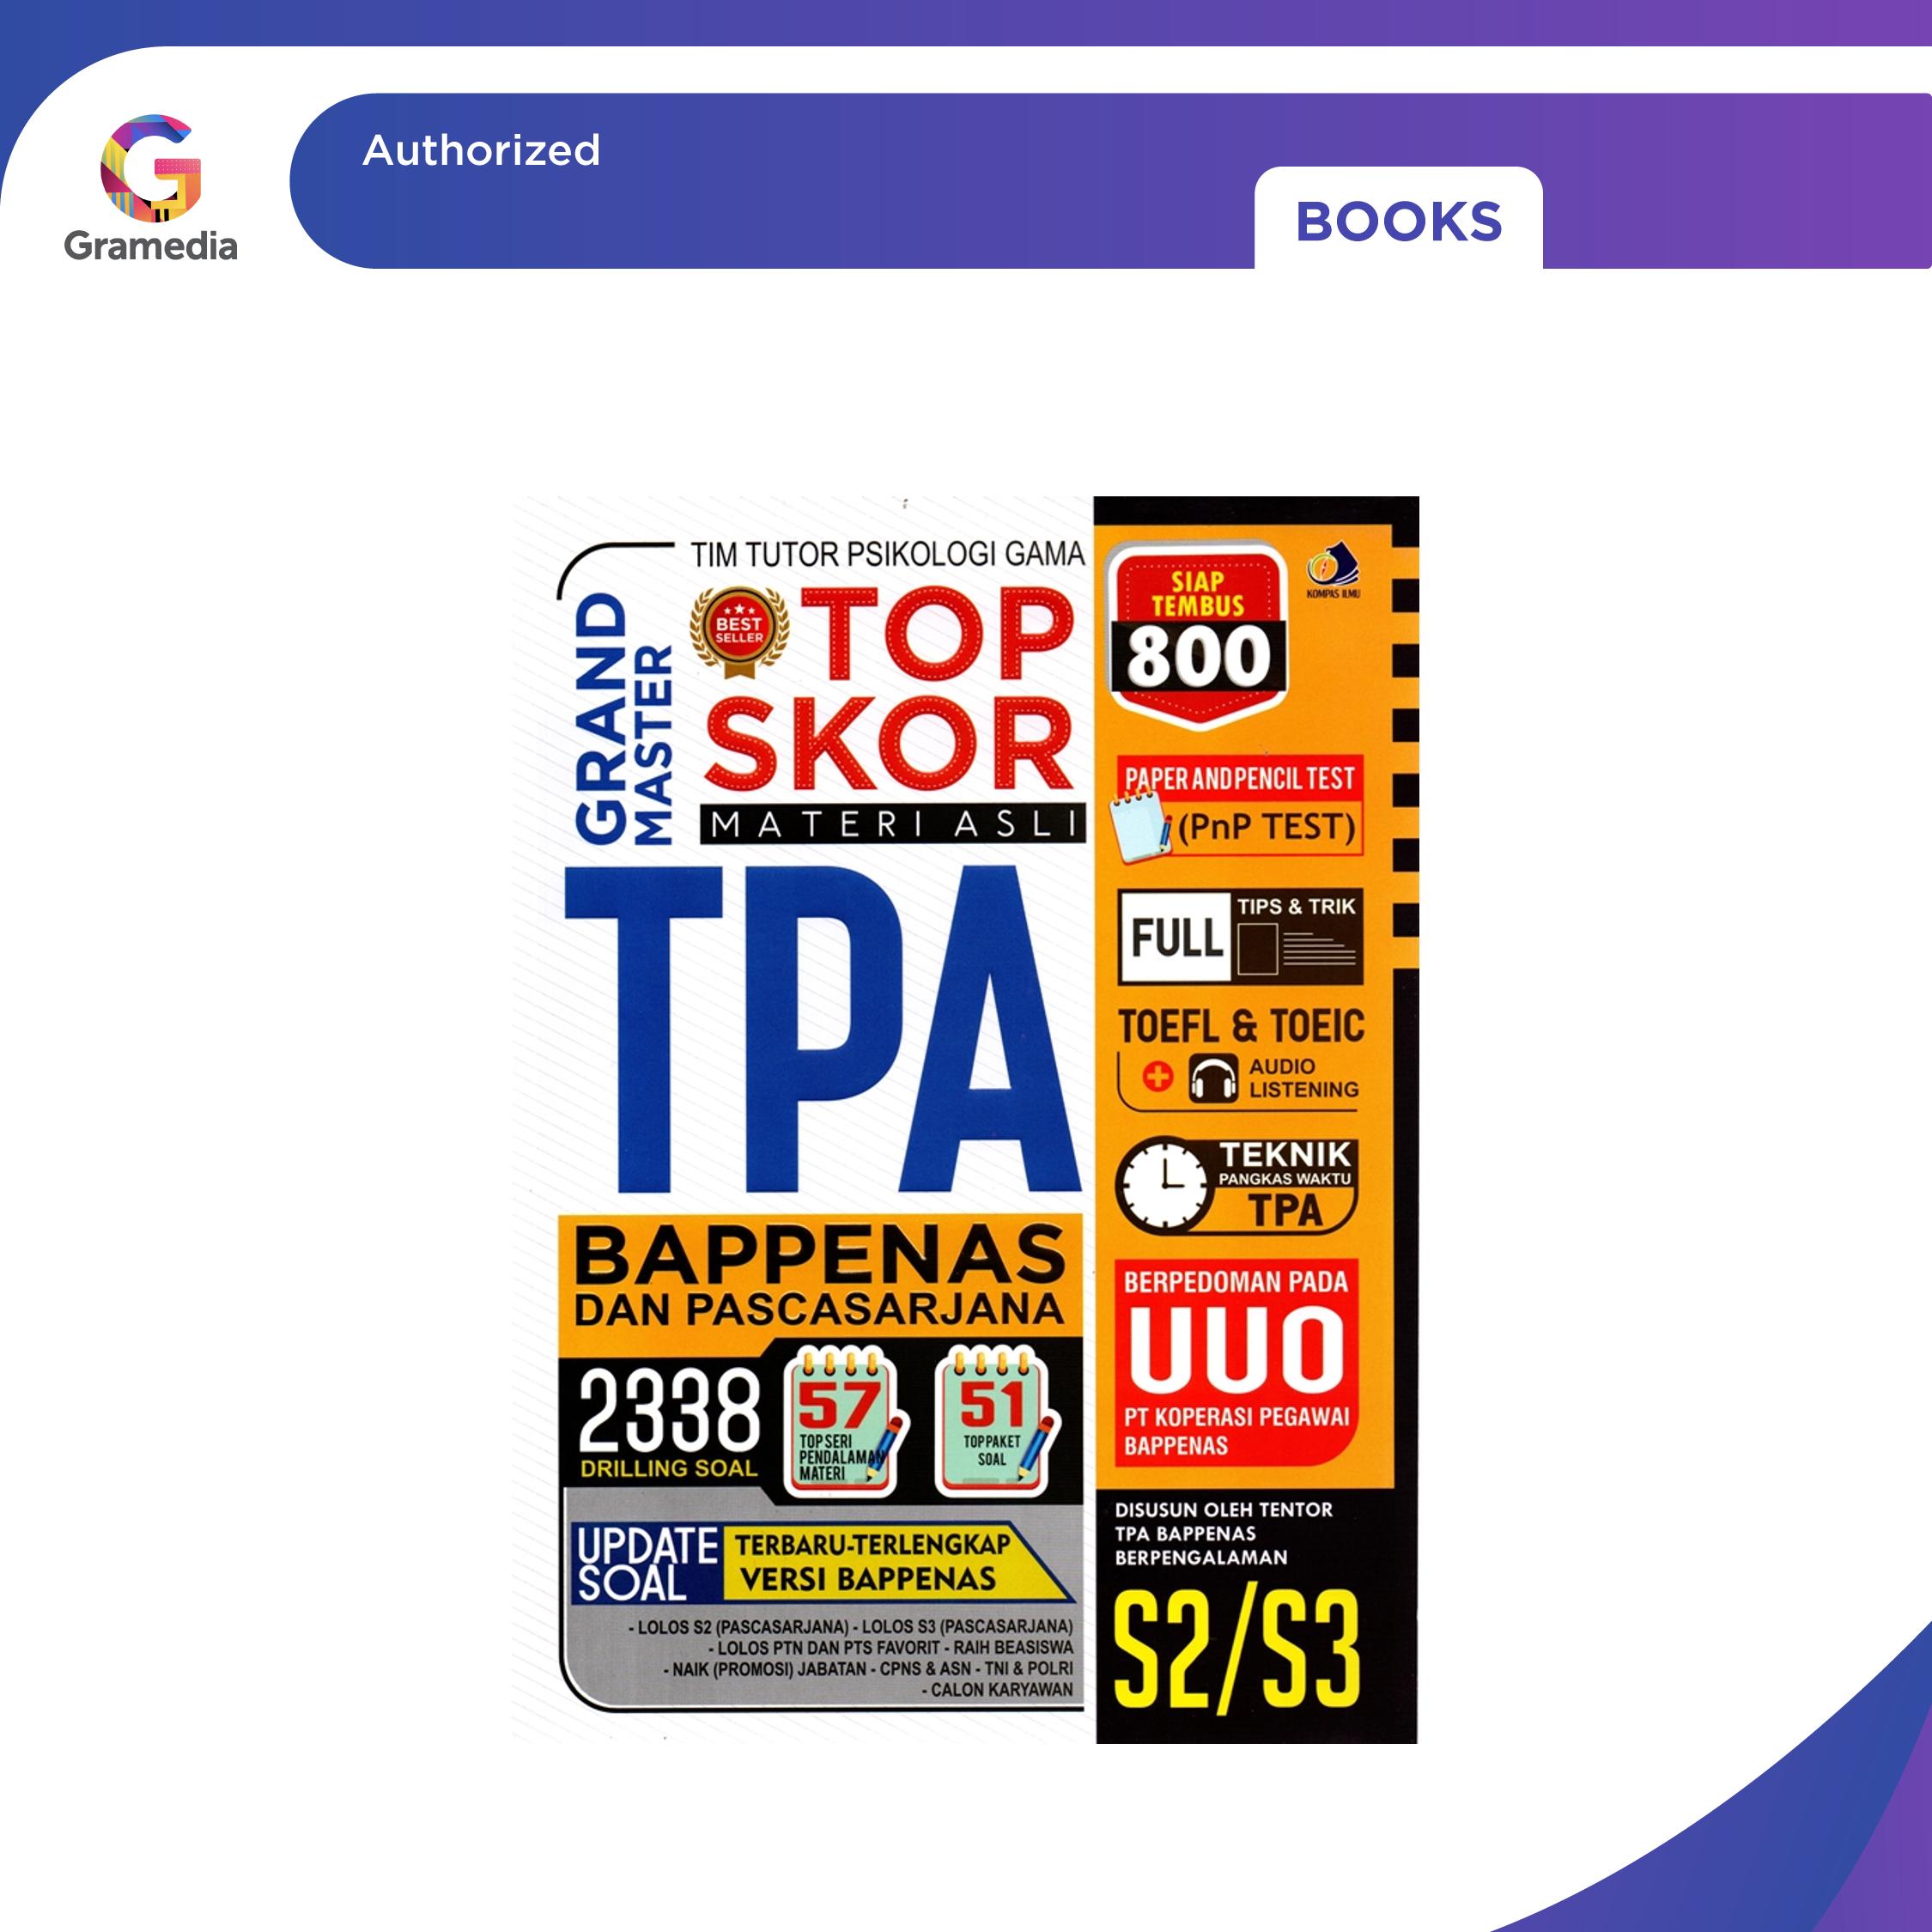 Gramedia
Authorized
BOOKS
TIM TUTOR PSIKOLOGI GAMA
GRAND
MASTER
BEST
SELLER
TOP
SKOR
MATERI ASLI
TPA
BAPPENAS
DAN PASCASARJANA
2338
DRILLING SOAL
57
TOP SERI
PENDALAMAN
MATERI
51
TOP PAKET
SOAL
UPDATE
SOAL
TERBARU-TERLENGKAP
VERSI BAPPENAS
- LOLOS S2 (PASCASARJANA) - LOLOS S3 (PASCASARJANA)
- LOLOS PTN DAN PTS FAVORIT - RAIH BEASISWA
- NAIK (PROMOSI) JABATAN - CPNS & ASN - TNI & POLRI
- CALON KARYAWAN
SIAP
TEMBUS
800
KOMPAS ILMU
PAPER AND PENCIL TEST
(PnP TEST)
FULL
TIPS & TRIK
TOEFL & TOEIC
AUDIO
LISTENING
TEKNIK
PANGKAS WAKTU
TPA
BERPEDOMAN PADA
UUO
PT KOPERASI PEGAWAI
BAPPENAS
DISUSUN OLEH TENTOR
TPA BAPPENAS
BERPENGALAMAN
S2/S3